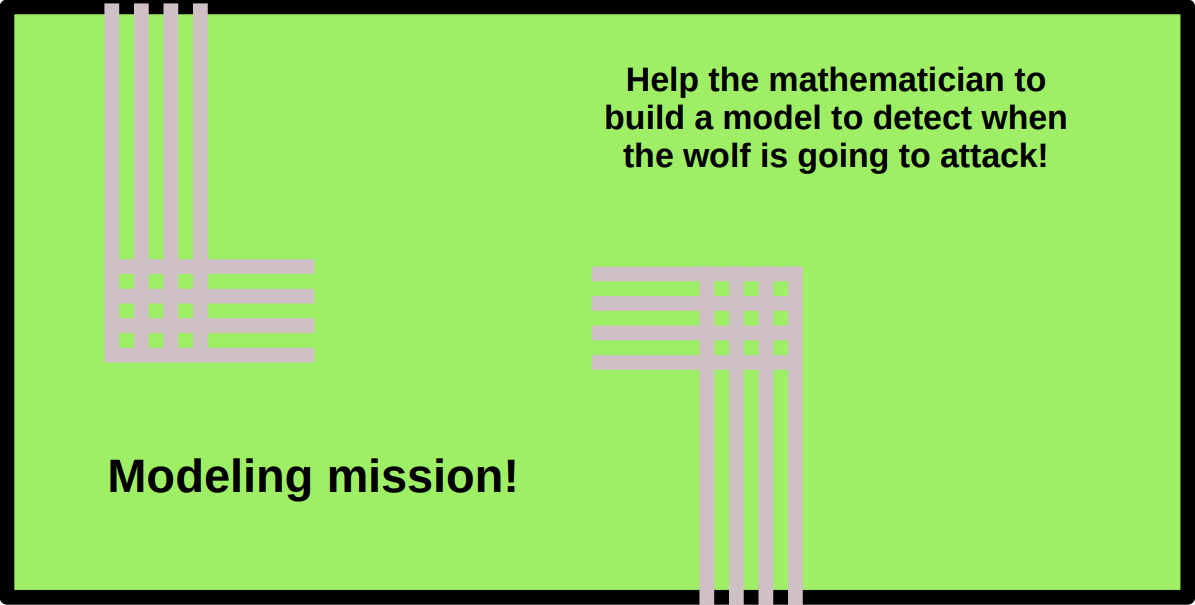 Help the mathematician to
build a model to detect when
the wolf is going to attack!
Modeling mission!